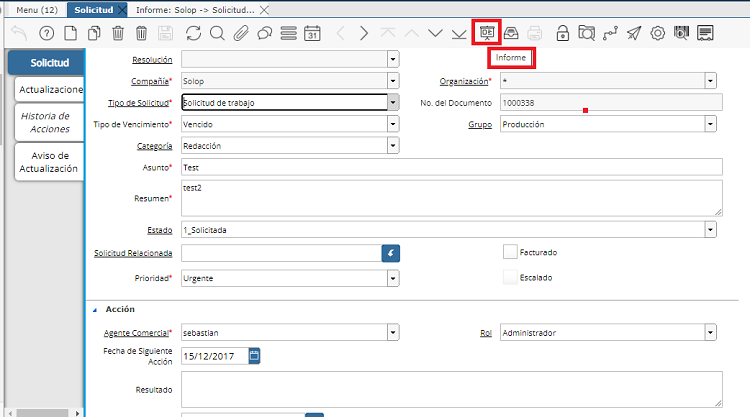 Menu (12) Solicitud Informe: Solop -> Solicitud...
31
Solicitud
Actualizacione
Historia de
Acciones
Aviso de
Actualización
Resolución Informe
Compañía* Solop Organización* *
Tipo de Solicitud* Solicitud de trabajo No. del Documento 1000338
Tipo de Vencimiento* Vencido Grupo Producción
Categoría Redacción
Asunto* Test
Resumen* test2
Estado 1_Solicitada
Solicitud Relacionada Facturado
Prioridad* Urgente Escalado
Acción
Agente Comercial* sebastian Rol Administrador
Fecha de Siguiente
Acción 15/12/2017
Resultado